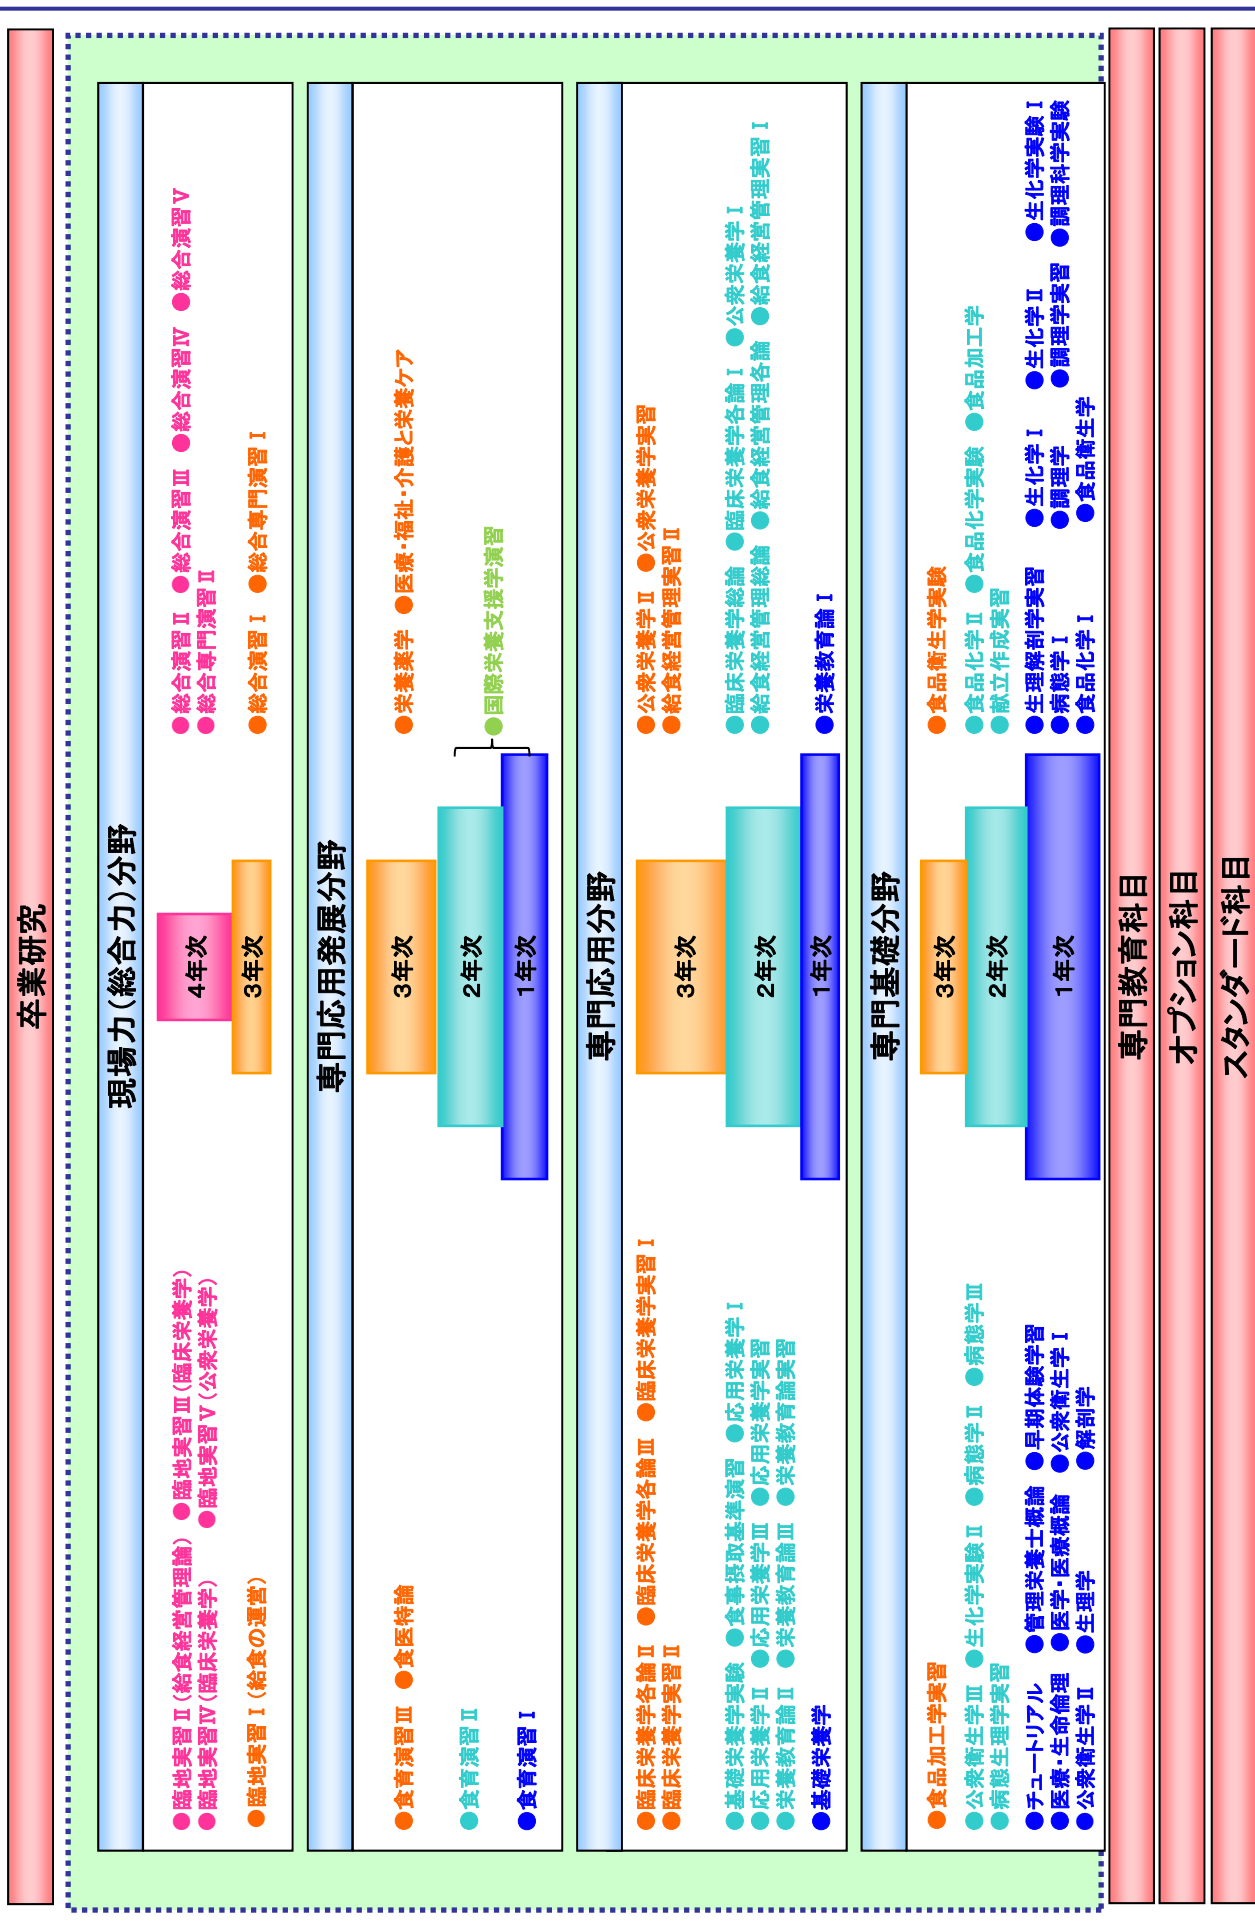 卒業研究
現場力(総合力)分野
●臨地実習Ⅱ(給食経営管理論) ●臨地実習Ⅲ(臨床栄養学)
●臨地実習Ⅳ(臨床栄養学) ●臨地実習Ⅴ(公衆栄養学)
4年次
●総合演習Ⅱ ●総合演習Ⅲ ●総合演習Ⅳ ●総合演習Ⅴ
●総合専門演習Ⅱ
●臨地実習Ⅰ(給食の運営)
3年次
●総合演習Ⅰ ●総合専門演習Ⅰ
専門応用発展分野
●食育演習Ⅲ ●食医特論
3年次
●栄養薬学 ●医療・福祉・介護と栄養ケア
●食育演習Ⅱ
2年次
●国際栄養支援学演習
●食育演習Ⅰ
1年次
専門応用分野
●臨床栄養学各論Ⅱ ●臨床栄養学各論Ⅲ ●臨床栄養学実習Ⅰ
●臨床栄養学実習Ⅱ
3年次
●公衆栄養学Ⅱ ●公衆栄養学実習
●給食経営管理実習Ⅱ
●基礎栄養学実験 ●食事摂取基準演習 ●応用栄養学Ⅰ
●応用栄養学Ⅱ ●応用栄養学Ⅲ ●応用栄養学実習
●栄養教育論Ⅱ ●栄養教育論Ⅲ ●栄養教育論実習
2年次
●臨床栄養学総論 ●臨床栄養学各論Ⅰ ●公衆栄養学Ⅰ
●給食経営管理総論 ●給食経営管理各論 ●給食経営管理実習Ⅰ
●基礎栄養学
1年次
●栄養教育論Ⅰ
専門基礎分野
●食品加工学実習
3年次
●食品衛生学実験
●公衆衛生学Ⅲ ●生化学実験Ⅱ ●病態学Ⅱ ●病態学Ⅲ
●病態生理学実習
2年次
●食品化学Ⅱ ●食品化学実験 ●食品加工学
●献立作成実習
●チュートリアル ●管理栄養士概論 ●早期体験学習
●医療・生命倫理 ●医学・医療概論 ●公衆衛生学Ⅰ
●公衆衛生学Ⅱ ●生理学 ●解剖学
1年次
●生理解剖学実習 ●生化学Ⅰ ●生化学Ⅱ ●生化学実験Ⅰ
●病態学Ⅰ ●調理学 ●調理学実習 ●調理科学実験
●食品化学Ⅰ ●食品衛生学
専門教育科目
オプション科目
スタンダード科目